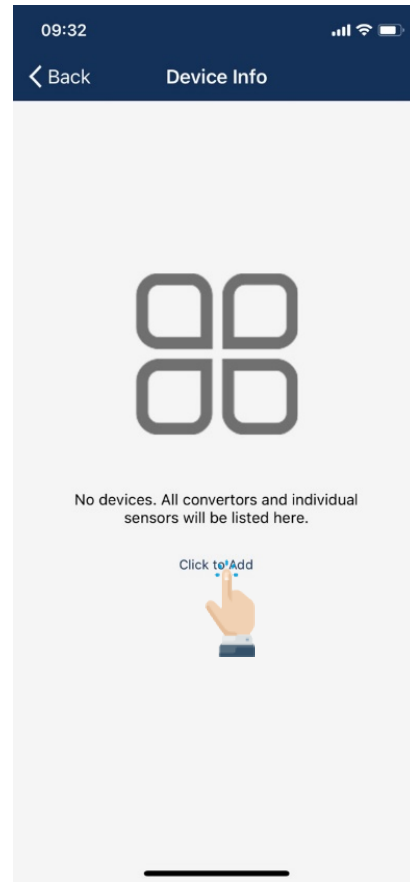 09:32
Back Device Info
No devices. All convertors and individual
sensors will be listed here.
Click to Add